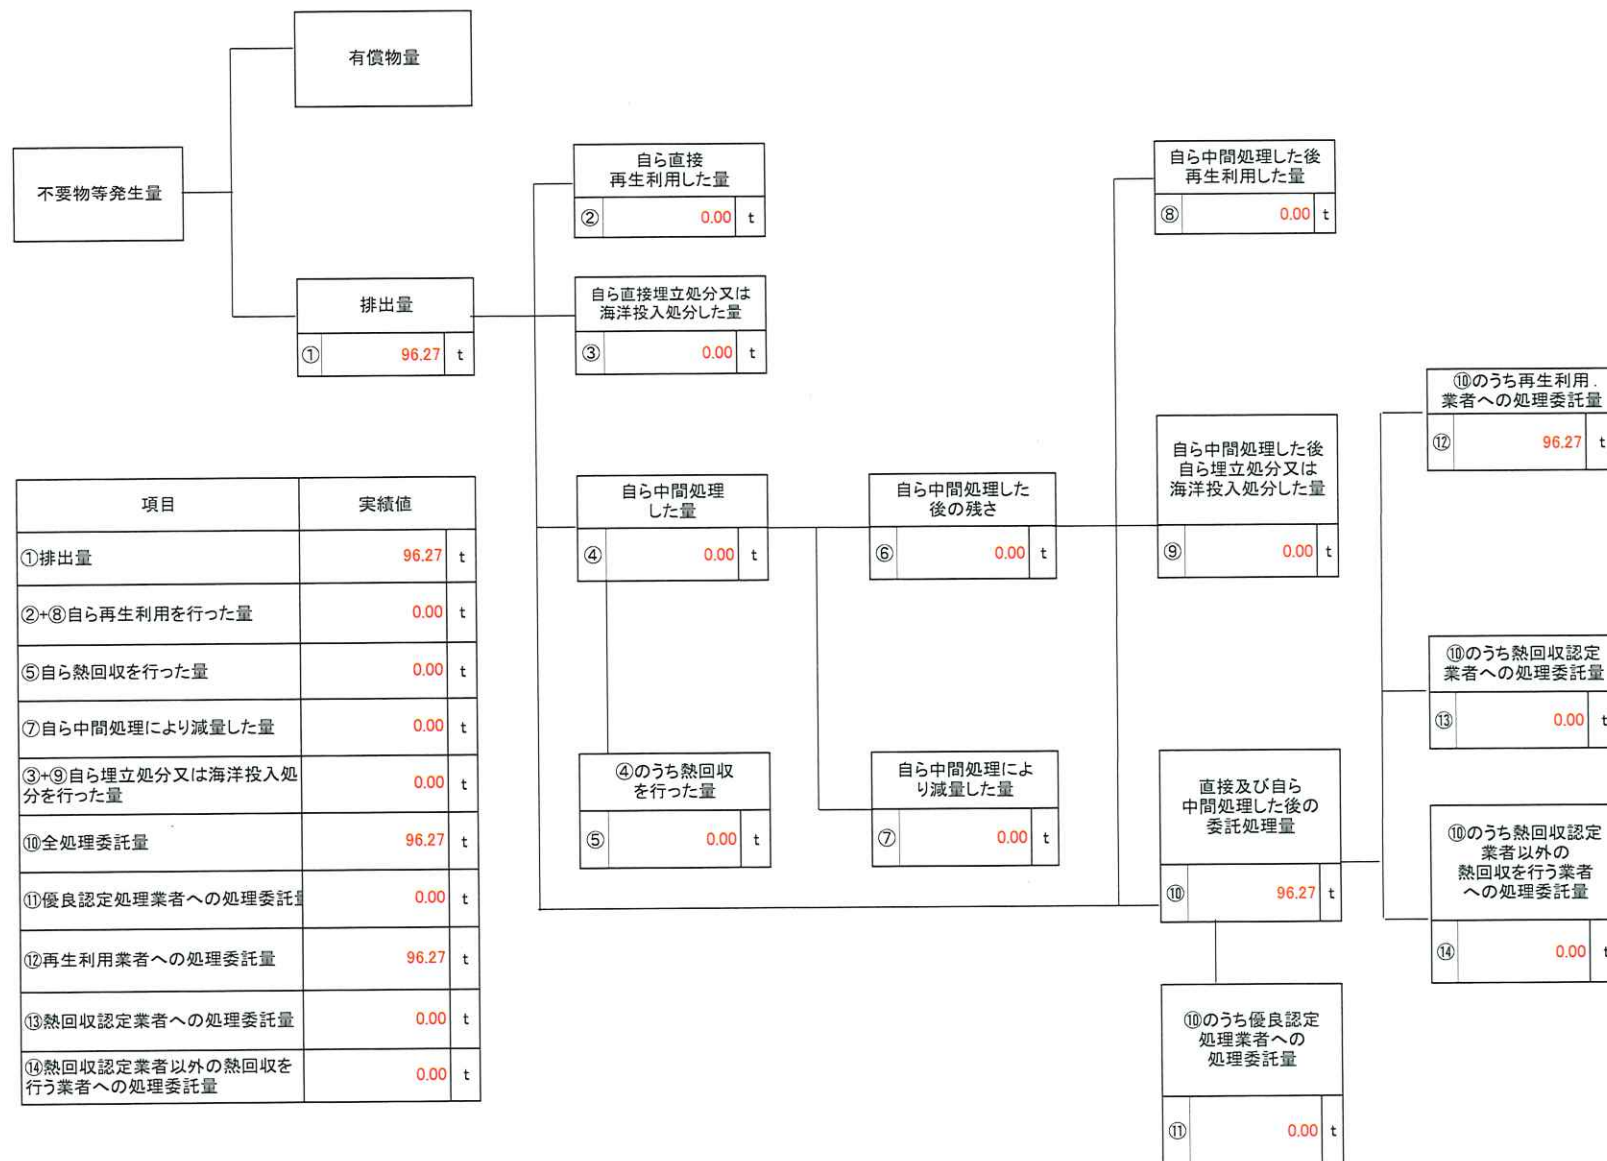 有償物量
不要物等発生量
排出量
① 96.27 t
自ら直接
再生利用した量
② 0.00 t
自ら直接埋立処分又は
海洋投入処分した量
③ 0.00 t
自ら中間処理
した量
④ 0.00 t
④のうち熱回収
を行った量
⑤ 0.00 t
自ら中間処理した
後の残さ
⑥ 0.00 t
自ら中間処理によ
り減量した量
⑦ 0.00 t
自ら中間処理した後
再生利用した量
⑧ 0.00 t
自ら中間処理した後
自ら埋立処分又は
海洋投入処分した量
⑨ 0.00 t
直接及び自ら
中間処理した後の
委託処理量
⑩ 96.27 t
⑩のうち優良認定
処理業者への
処理委託量
⑪ 0.00 t
⑩のうち再生利用
業者への処理委託量
⑫ 96.27 t
⑩のうち熱回収認定
業者への処理委託量
⑬ 0.00 t
⑩のうち熱回収認定
業者以外の
熱回収を行う業者
への処理委託量
⑭ 0.00 t
項目 実績値
①排出量 96.27 t
②+⑧自ら再生利用を行った量 0.00 t
⑤自ら熱回収を行った量 0.00 t
⑦自ら中間処理により減量した量 0.00 t
③+⑨自ら埋立処分又は海洋投入処
分を行った量 0.00 t
⑩全処理委託量 96.27 t
⑪優良認定処理業者への処理委託量 0.00 t
⑫再生利用業者への処理委託量 96.27 t
⑬熱回収認定業者への処理委託量 0.00 t
⑭熱回収認定業者以外の熱回収を
行う業者への処理委託量 0.00 t